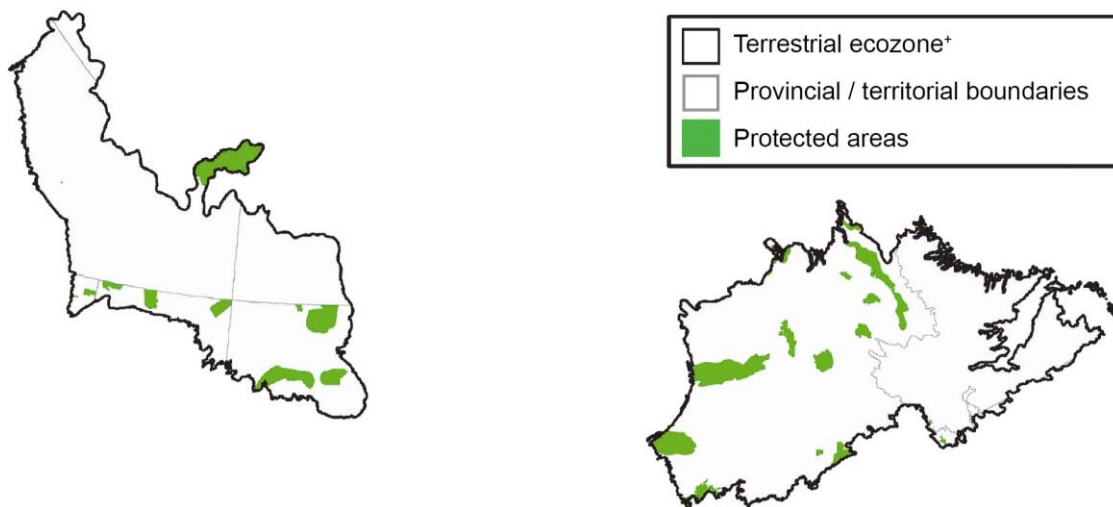 Terrestrial ecozone⁺
Provincial / territorial boundaries
Protected areas